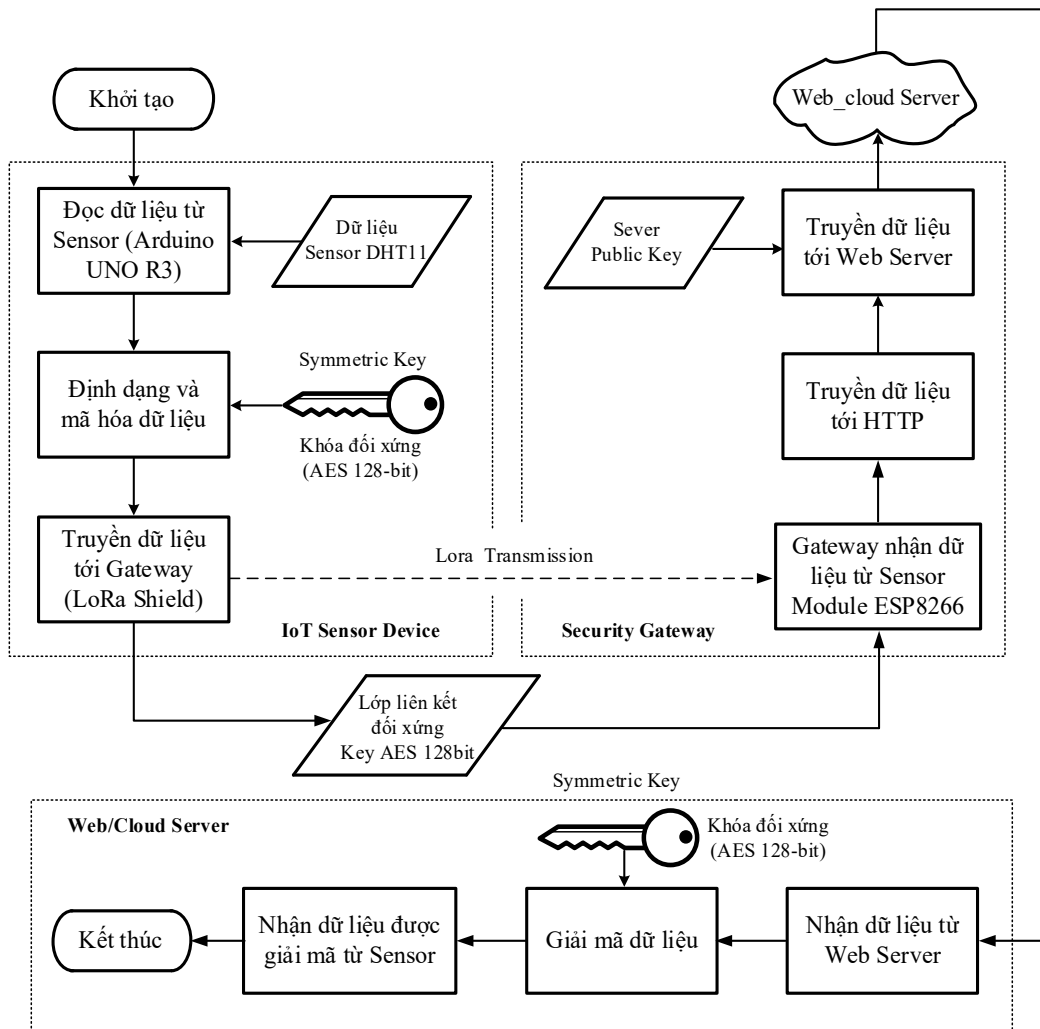 Khởi tạo
Web_cloud Server
Đọc dữ liệu từ
Sensor (Arduino
UNO R3)
Dữ liệu
Sensor DHT11
Sever
Public Key
Truyền dữ liệu
tới Web Server
Định dạng và
mã hóa dữ liệu
Symmetric Key
Khóa đối xứng
(AES 128-bit)
Truyền dữ liệu
tới HTTP
Truyền dữ liệu
tới Gateway
(LoRa Shield)
Lora Transmission
Gateway nhận dữ
liệu từ Sensor
Module ESP8266
IoT Sensor Device
Security Gateway
Lớp liên kết
đối xứng
Key AES 128bit
Symmetric Key
Web/Cloud Server
Khóa đối xứng
(AES 128-bit)
Kết thúc
Nhận dữ liệu được
giải mã từ Sensor
Giải mã dữ liệu
Nhận dữ liệu từ
Web Server